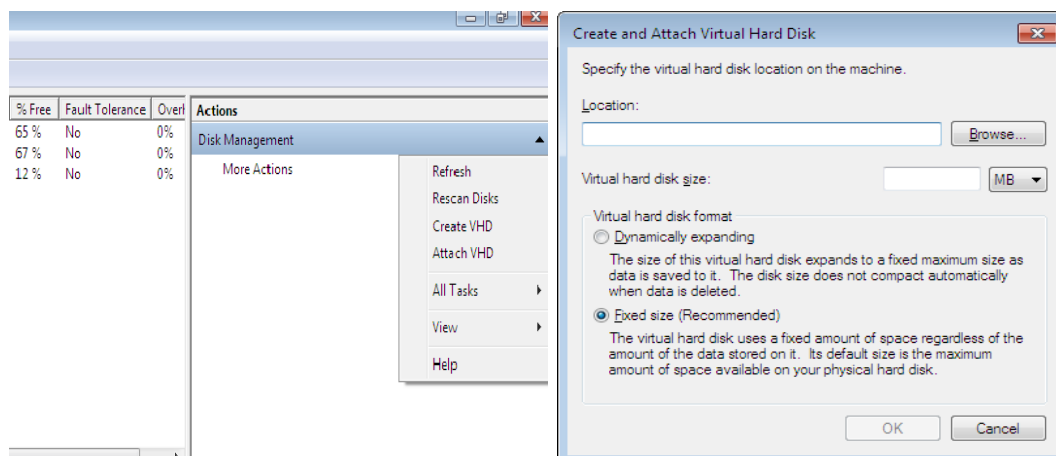 % Free Fault Tolerance Overl
65 % No 0%
67 % No 0%
12 % No 0%
Actions
Disk Management
More Actions
Refresh
Rescan Disks
Create VHD
Attach VHD
All Tasks
View
Help
Create and Attach Virtual Hard Disk
Specify the virtual hard disk location on the machine.
Location:
Browse...
Virtual hard disk size:
MB
Virtual hard disk format
Dynamically expanding
The size of this virtual hard disk expands to a fixed maximum size as
data is saved to it. The disk size does not compact automatically
when data is deleted.
Fixed size (Recommended)
The virtual hard disk uses a fixed amount of space regardless of the
amount of the data stored on it. Its default size is the maximum
amount of space available on your physical hard disk.
OK Cancel